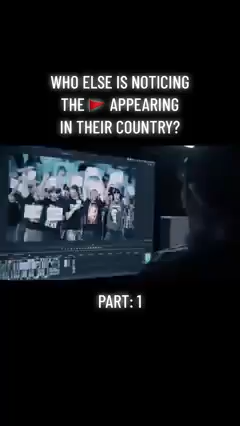 WHO ELSE IS NOTICING
THE 🚩 APPEARING
IN THEIR COUNTRY?
PART: 1